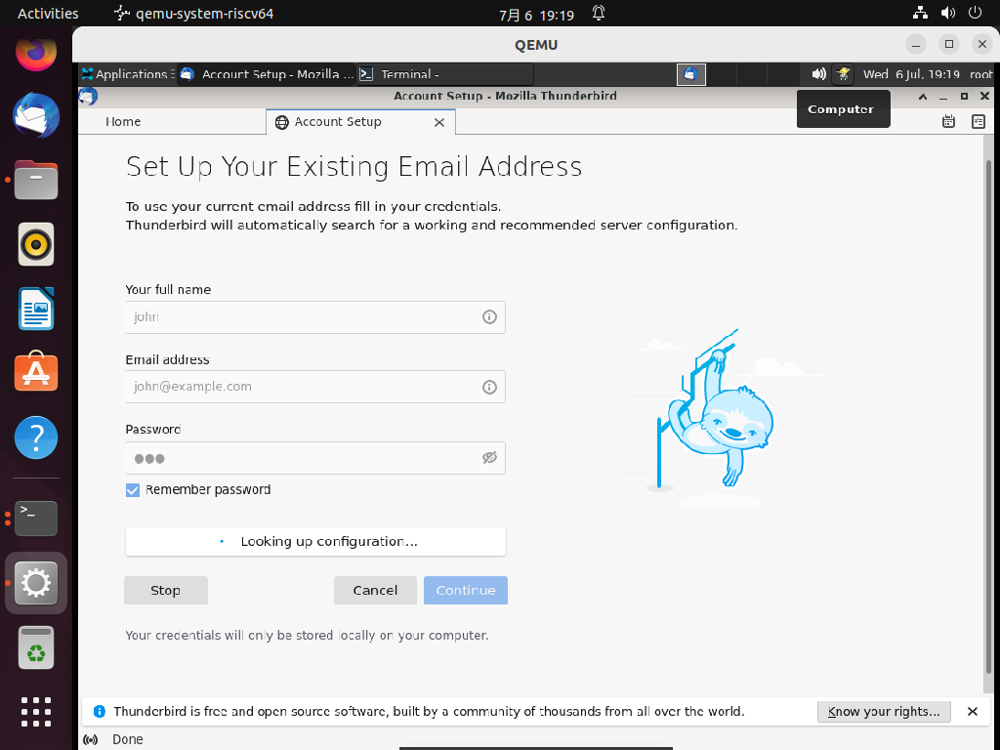 Activities qemu-system-riscv64 7月 6 19:19
QEMU
Applications Account Setup - Mozilla ... Terminal - Wed 6 Jul, 19:19 root
Account Setup - Mozilla Thunderbird
Computer
Home Account Setup
Set Up Your Existing Email Address
To use your current email address fill in your credentials.
Thunderbird will automatically search for a working and recommended server configuration.
Your full name
john
Email address
john@example.com
Password
Remember password
Looking up configuration...
Stop Cancel Continue
Your credentials will only be stored locally on your computer.
Thunderbird is free and open source software, built by a community of thousands from all over the world. Know your rights...
Done